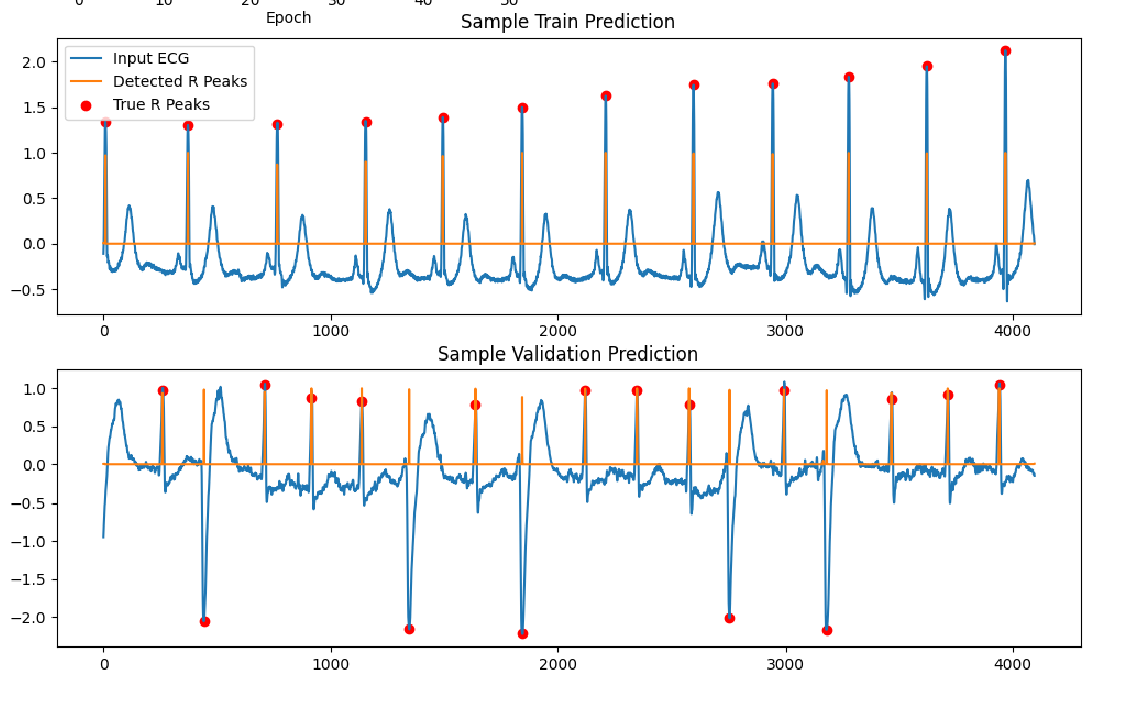 0 10 20 30 40 50
Epoch
Sample Train Prediction
Input ECG
Detected R Peaks
True R Peaks
2.0
1.5
1.0
0.5
0.0
−0.5
0 1000 2000 3000 4000
Sample Validation Prediction
1.0
0.5
0.0
−0.5
−1.0
−1.5
−2.0
0 1000 2000 3000 4000